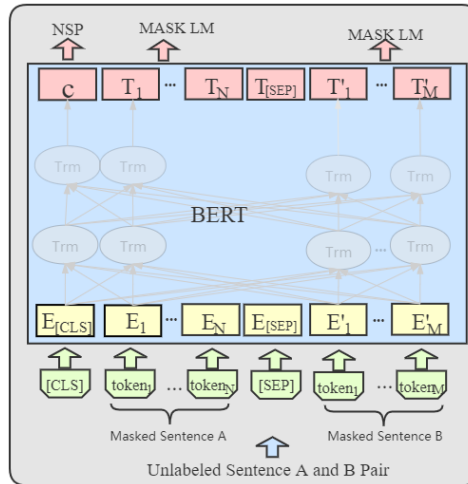 NSP MASK LM MASK LM
C T1 ... TN T[SEP] T'1 ... T'M
Trm Trm Trm Trm
BERT
Trm Trm Trm ... Trm
E[CLS] E1 ... EN E[SEP] E'1 ... E'M
[CLS] token1 ... tokenN [SEP] token1 ... tokenM
Masked Sentence A Masked Sentence B
Unlabeled Sentence A and B Pair